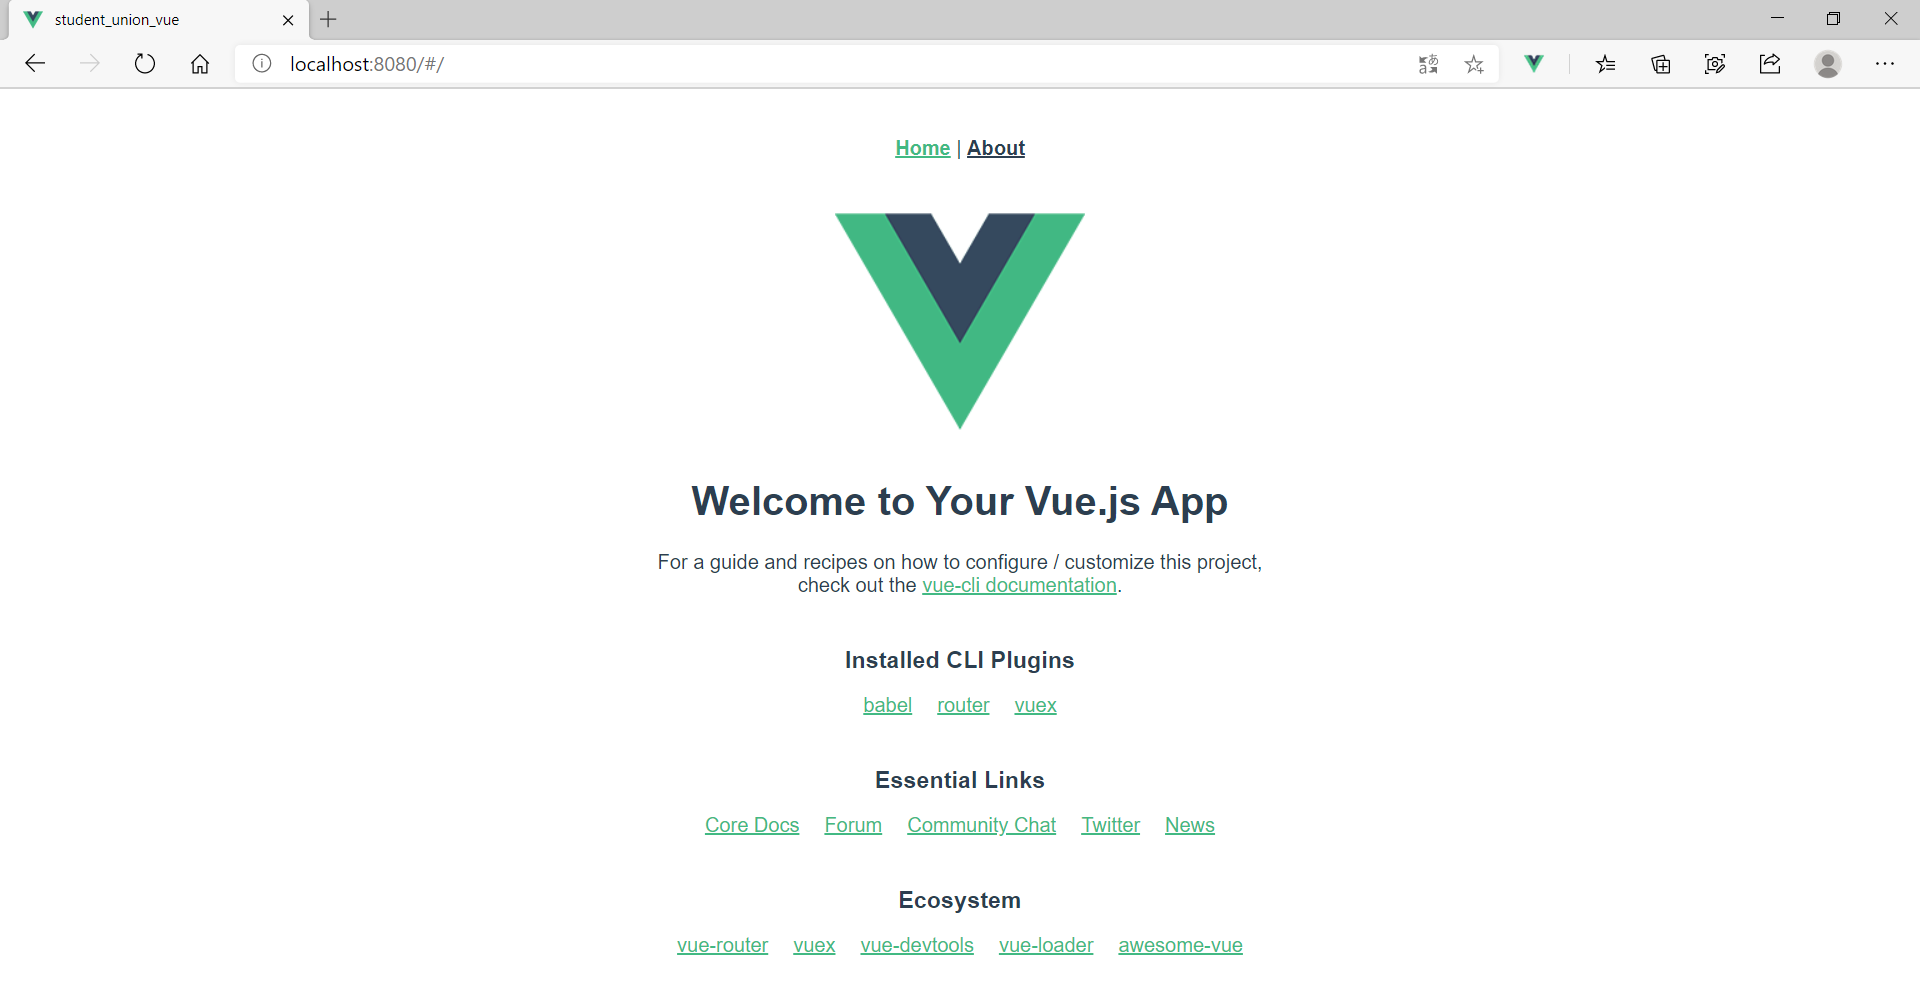 student_union_vue
localhost:8080/#/
Home | About
Welcome to Your Vue.js App
For a guide and recipes on how to configure / customize this project,
check out the vue-cli documentation.
Installed CLI Plugins
babel router vuex
Essential Links
Core Docs Forum Community Chat Twitter News
Ecosystem
vue-router vuex vue-devtools vue-loader awesome-vue